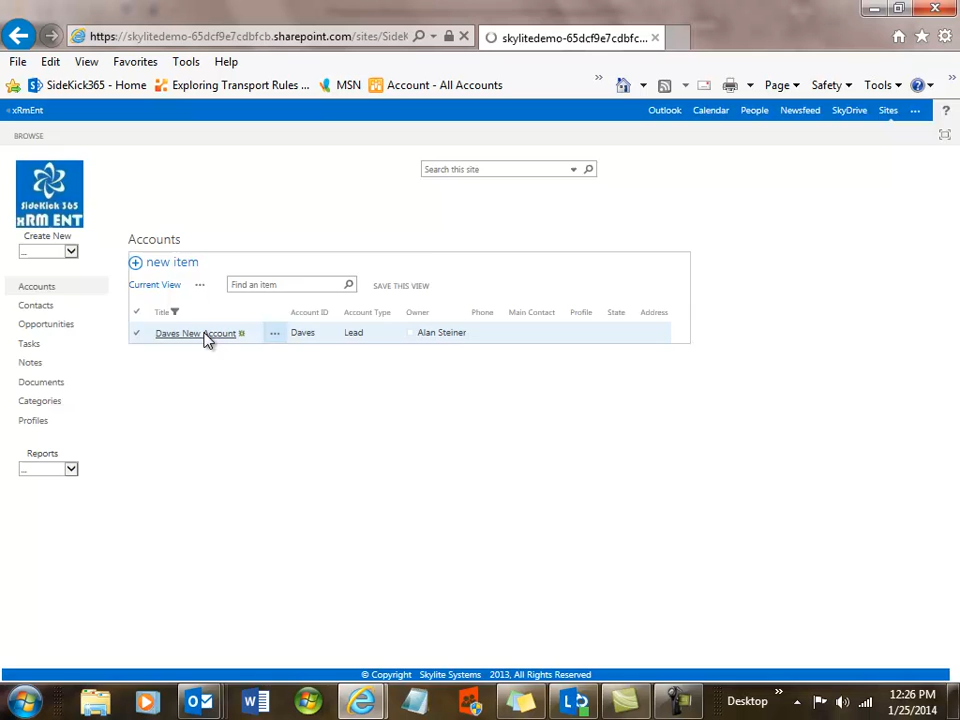 https://skylitedemo-65dcf9e7cdbfcb.sharepoint.com/sites/SideK
skylitedemo-65dcf9e7cdbfc...
File Edit View Favorites Tools Help
SideKick365 - Home
Exploring Transport Rules ...
MSN
Account - All Accounts
Page
Safety
Tools
xRmEnt
Outlook Calendar People Newsfeed SkyDrive Sites ... ?
BROWSE
SideKick 365
xRM ENT
Search this site
Create New
Accounts
new item
Current View ... Find an item SAVE THIS VIEW
Title Account ID Account Type Owner Phone Main Contact Profile State Address
Daves New Account ... Daves Lead Alan Steiner
Accounts
Contacts
Opportunities
Tasks
Notes
Documents
Categories
Profiles
Reports
© Copyright Skylite Systems 2013, All Rights Reserved
Desktop
12:26 PM
1/25/2014